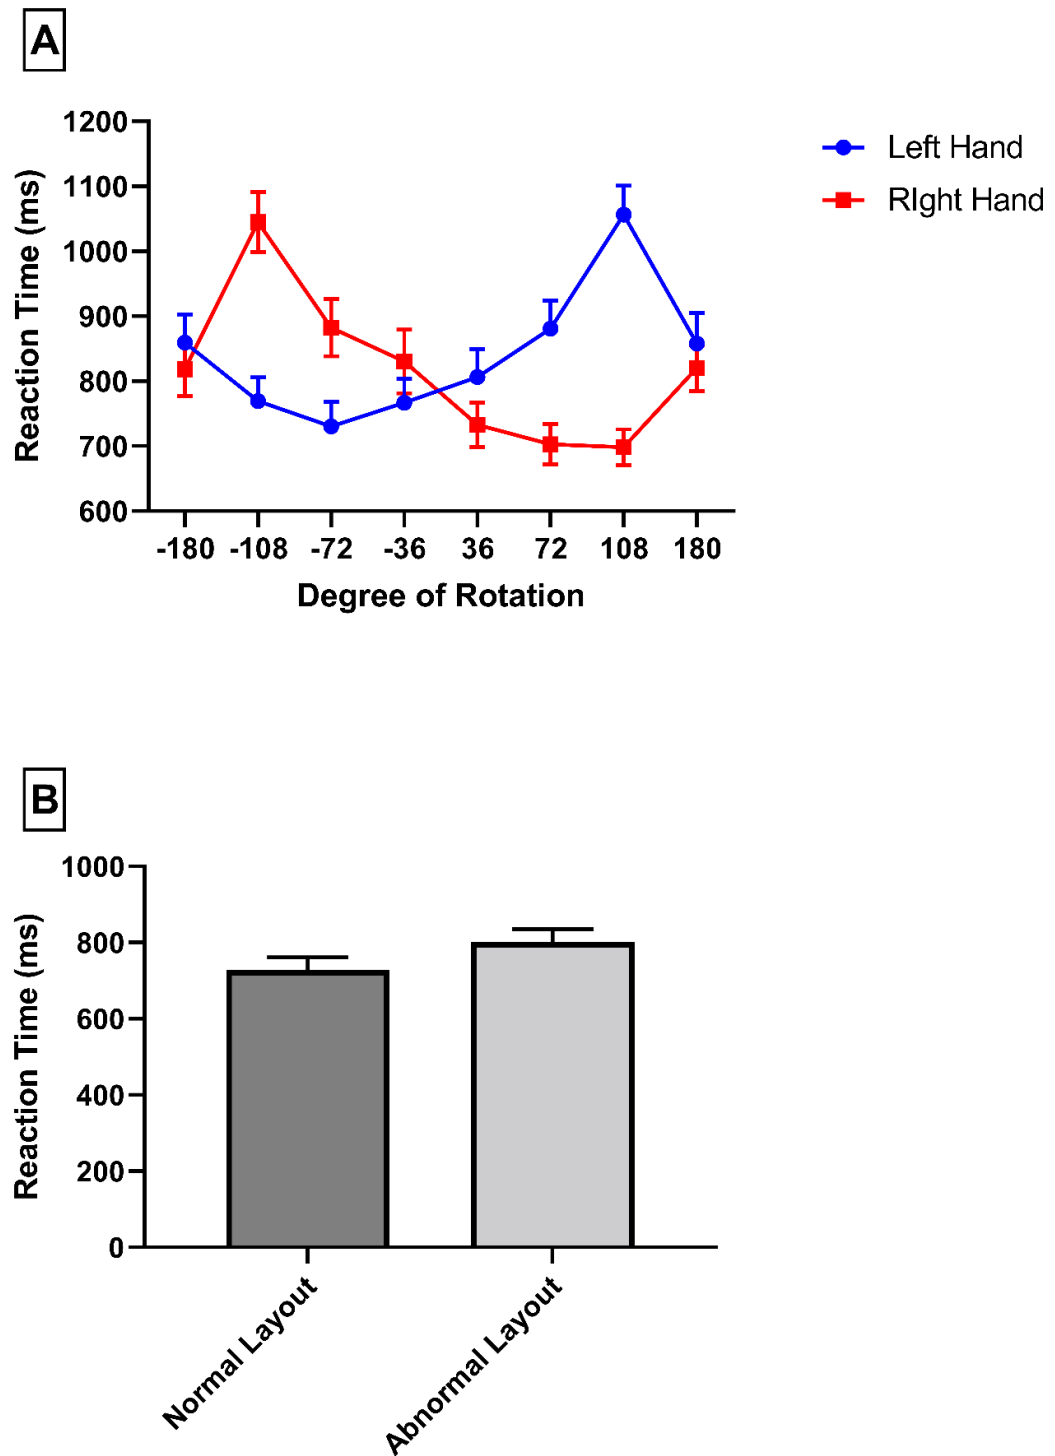 A
1200
1100
1000
900
800
700
600
Reaction Time (ms)
-180 -108 -72 -36 36 72 108 180
Degree of Rotation
Left Hand
RIght Hand
B
1000
800
600
400
200
0
Reaction Time (ms)
Normal Layout
Abnormal Layout